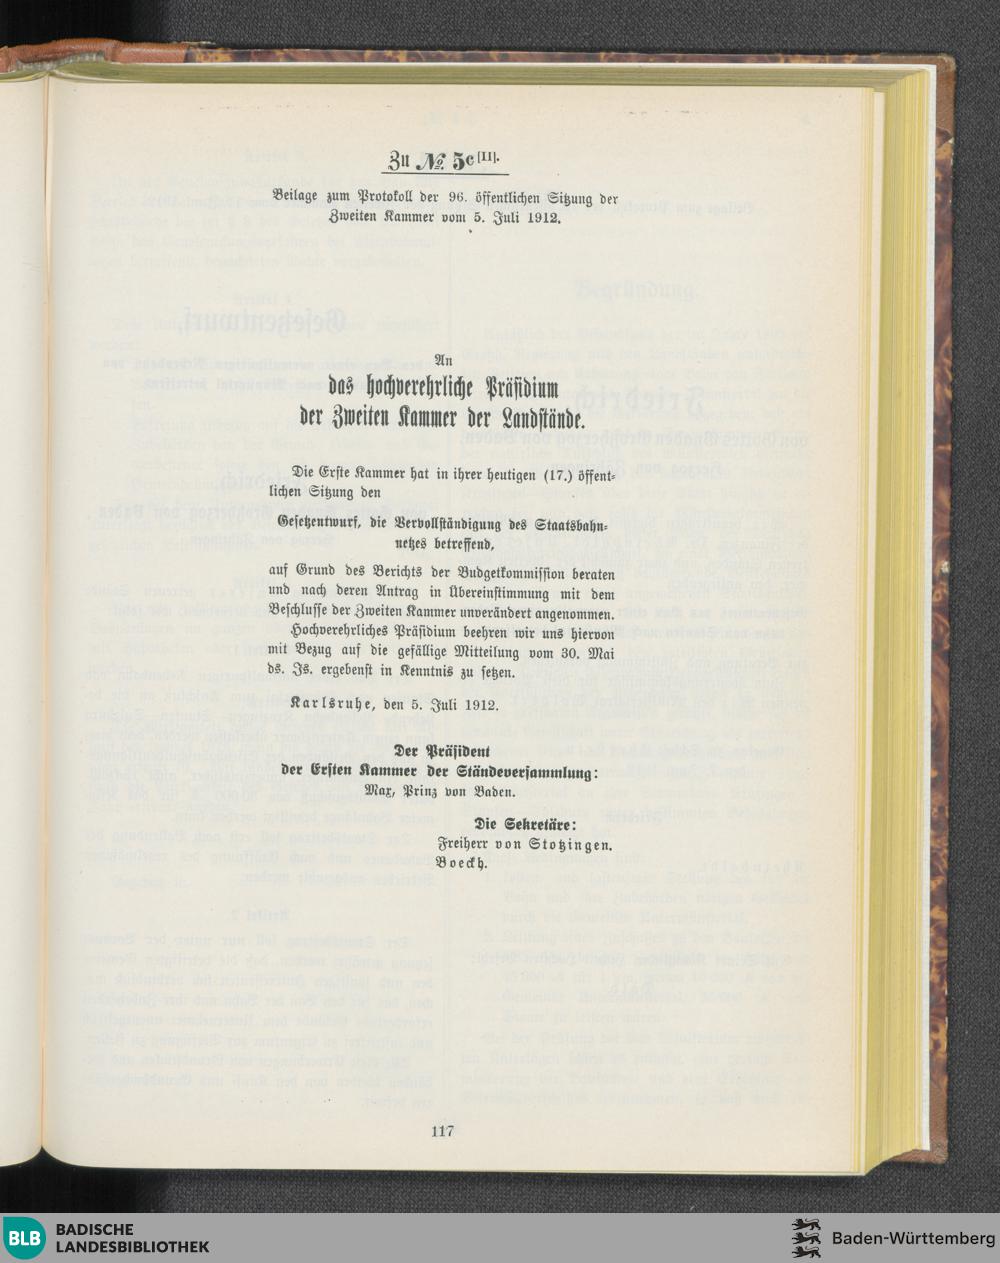 Zu № 5c [II].
Beilage zum Protokoll der 96. öffentlichen Sitzung der
Zweiten Kammer vom 5. Juli 1912.
An
das hochverehrliche Präsidium
der Zweiten Kammer der Landstände.
Die Erste Kammer hat in ihrer heutigen (17.) öffent-
lichen Sitzung den
Gesetzentwurf, die Vervollständigung des Staatsbahn-
netzes betreffend,
auf Grund des Berichts der Budgetkommission beraten
und nach deren Antrag in Übereinstimmung mit dem
Beschlusse der Zweiten Kammer unverändert angenommen.
Hochverehrliches Präsidium beehren wir uns hiervon
mit Bezug auf die gefällige Mitteilung vom 30. Mai
ds. Js. ergebenst in Kenntnis zu setzen.
Karlsruhe, den 5. Juli 1912.
Der Präsident
der Ersten Kammer der Ständeversammlung:
Max, Prinz von Baden.
Die Sekretäre:
Freiherr von Stotzingen.
Boeckh.
117
BLB BADISCHE
LANDESBIBLIOTHEK
Baden-Württemberg